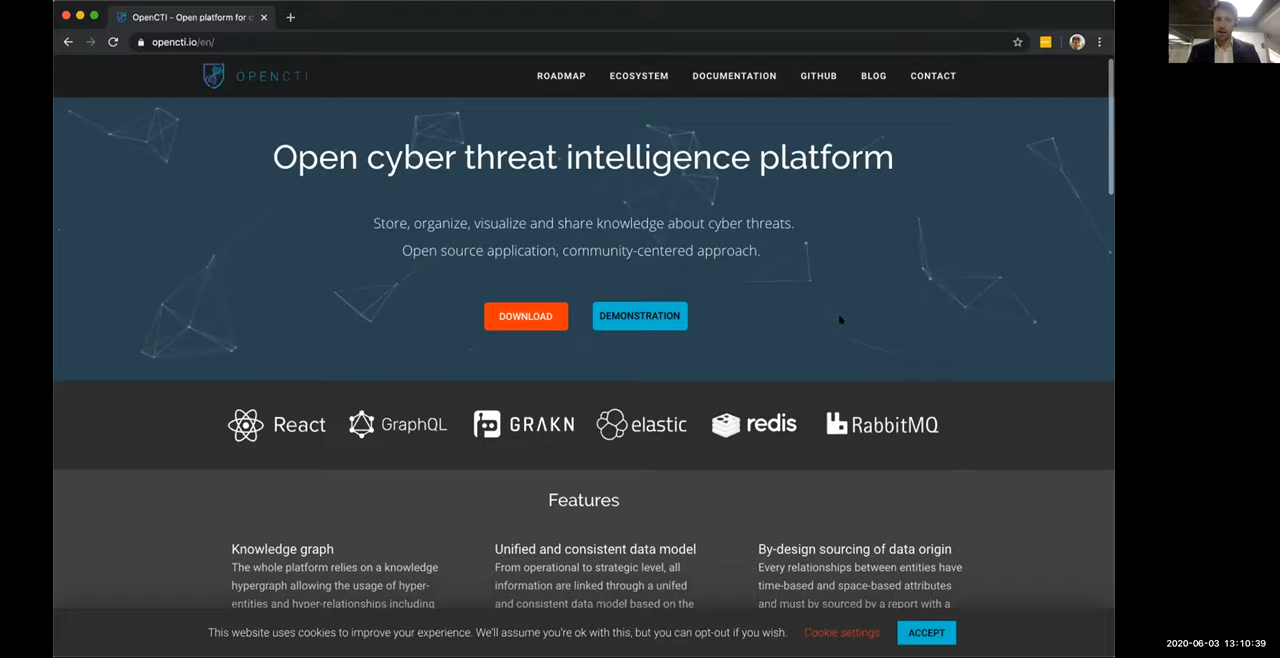 OpenCTI - Open platform for c
opencti.io/en/
OPENCTI
ROADMAP
ECOSYSTEM
DOCUMENTATION
GITHUB
BLOG
CONTACT
Open cyber threat intelligence platform
Store, organize, visualize and share knowledge about cyber threats.
Open source application, community-centered approach.
DOWNLOAD
DEMONSTRATION
React
GraphQL
GRAKN
elastic
redis
RabbitMQ
Features
Knowledge graph
The whole platform relies on a knowledge
hypergraph allowing the usage of hyper-
entities and hyper-relationships including
Unified and consistent data model
From operational to strategic level, all
information are linked through a unified
and consistent data model based on the
By-design sourcing of data origin
Every relationships between entities have
time-based and space-based attributes
and must by sourced by a report with a
This website uses cookies to improve your experience. We'll assume you're ok with this, but you can opt-out if you wish.
Cookie settings
ACCEPT
2020-06-03 13:10:39